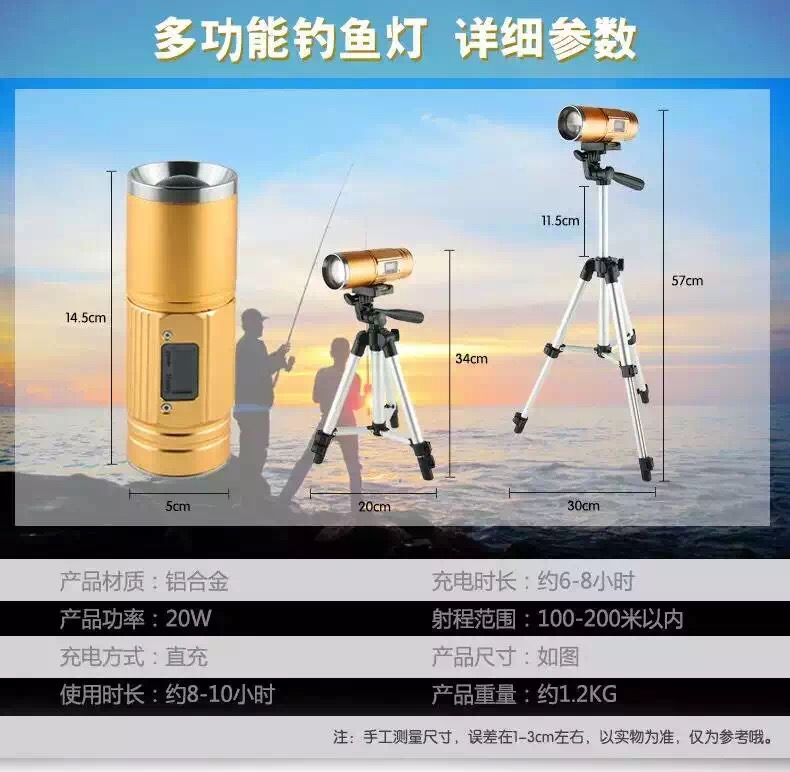 多功能钓鱼灯 详细参数
11.5cm
57cm
14.5cm
34cm
5cm
20cm
30cm
产品材质：铝合金
充电时长：约6-8小时
产品功率：20W
射程范围：100-200米以内
充电方式：直充
产品尺寸：如图
使用时长：约8-10小时
产品重量：约1.2KG
注：手工测量尺寸，误差在1-3cm左右，以实物为准，仅为参考哦。